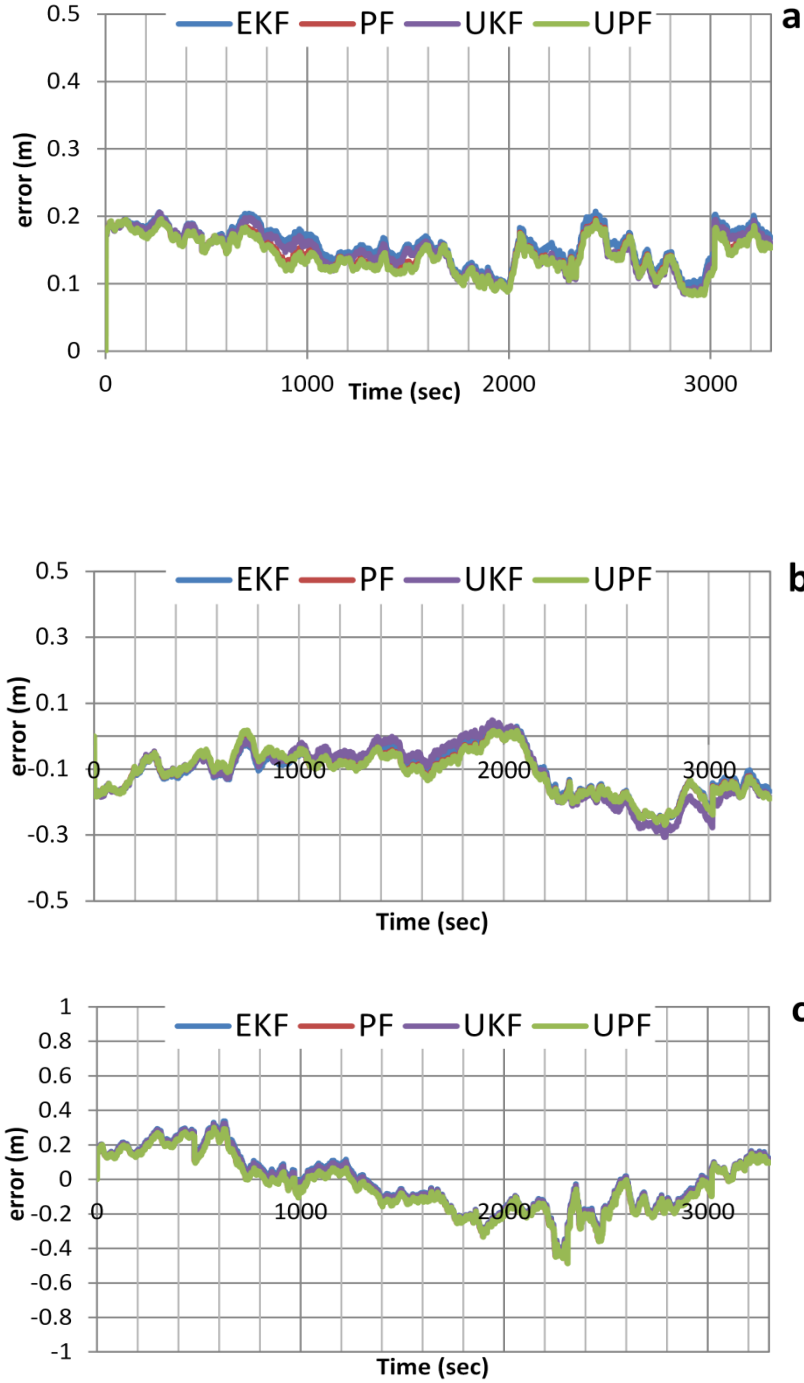 EKF PF UKF UPF
a
0.5
0.4
0.3
0.2
0.1
0
error (m)
0 1000 2000 3000
Time (sec)
EKF PF UKF UPF
b
0.5
0.3
0.1
-0.1
-0.3
-0.5
error (m)
0 1000 2000 3000
Time (sec)
EKF PF UKF UPF
c
1
0.8
0.6
0.4
0.2
0
-0.2
-0.4
-0.6
-0.8
-1
error (m)
0 1000 2000 3000
Time (sec)